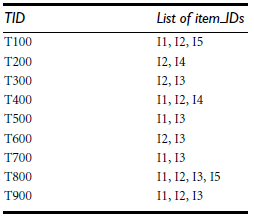 TID List of item_IDs
T100 I1, I2, I5
T200 I2, I4
T300 I2, I3
T400 I1, I2, I4
T500 I1, I3
T600 I2, I3
T700 I1, I3
T800 I1, I2, I3, I5
T900 I1, I2, I3